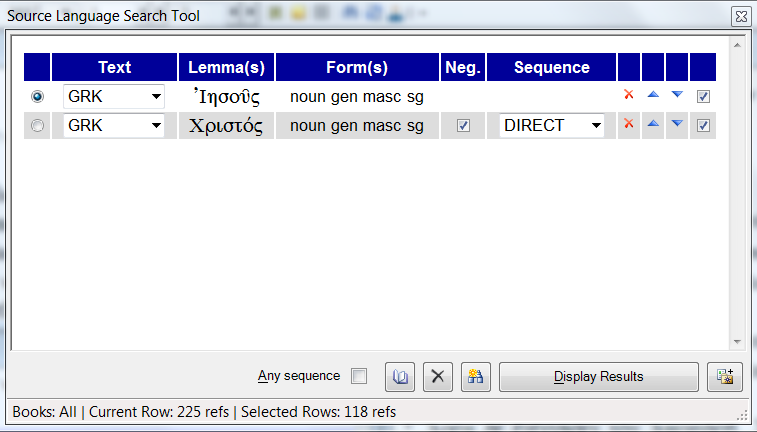 Source Language Search Tool
Text Lemma(s) Form(s) Neg. Sequence
GRK Ἰησοῦς noun gen masc sg
GRK Χριστός noun gen masc sg DIRECT
Any sequence Display Results
Books: All | Current Row: 225 refs | Selected Rows: 118 refs